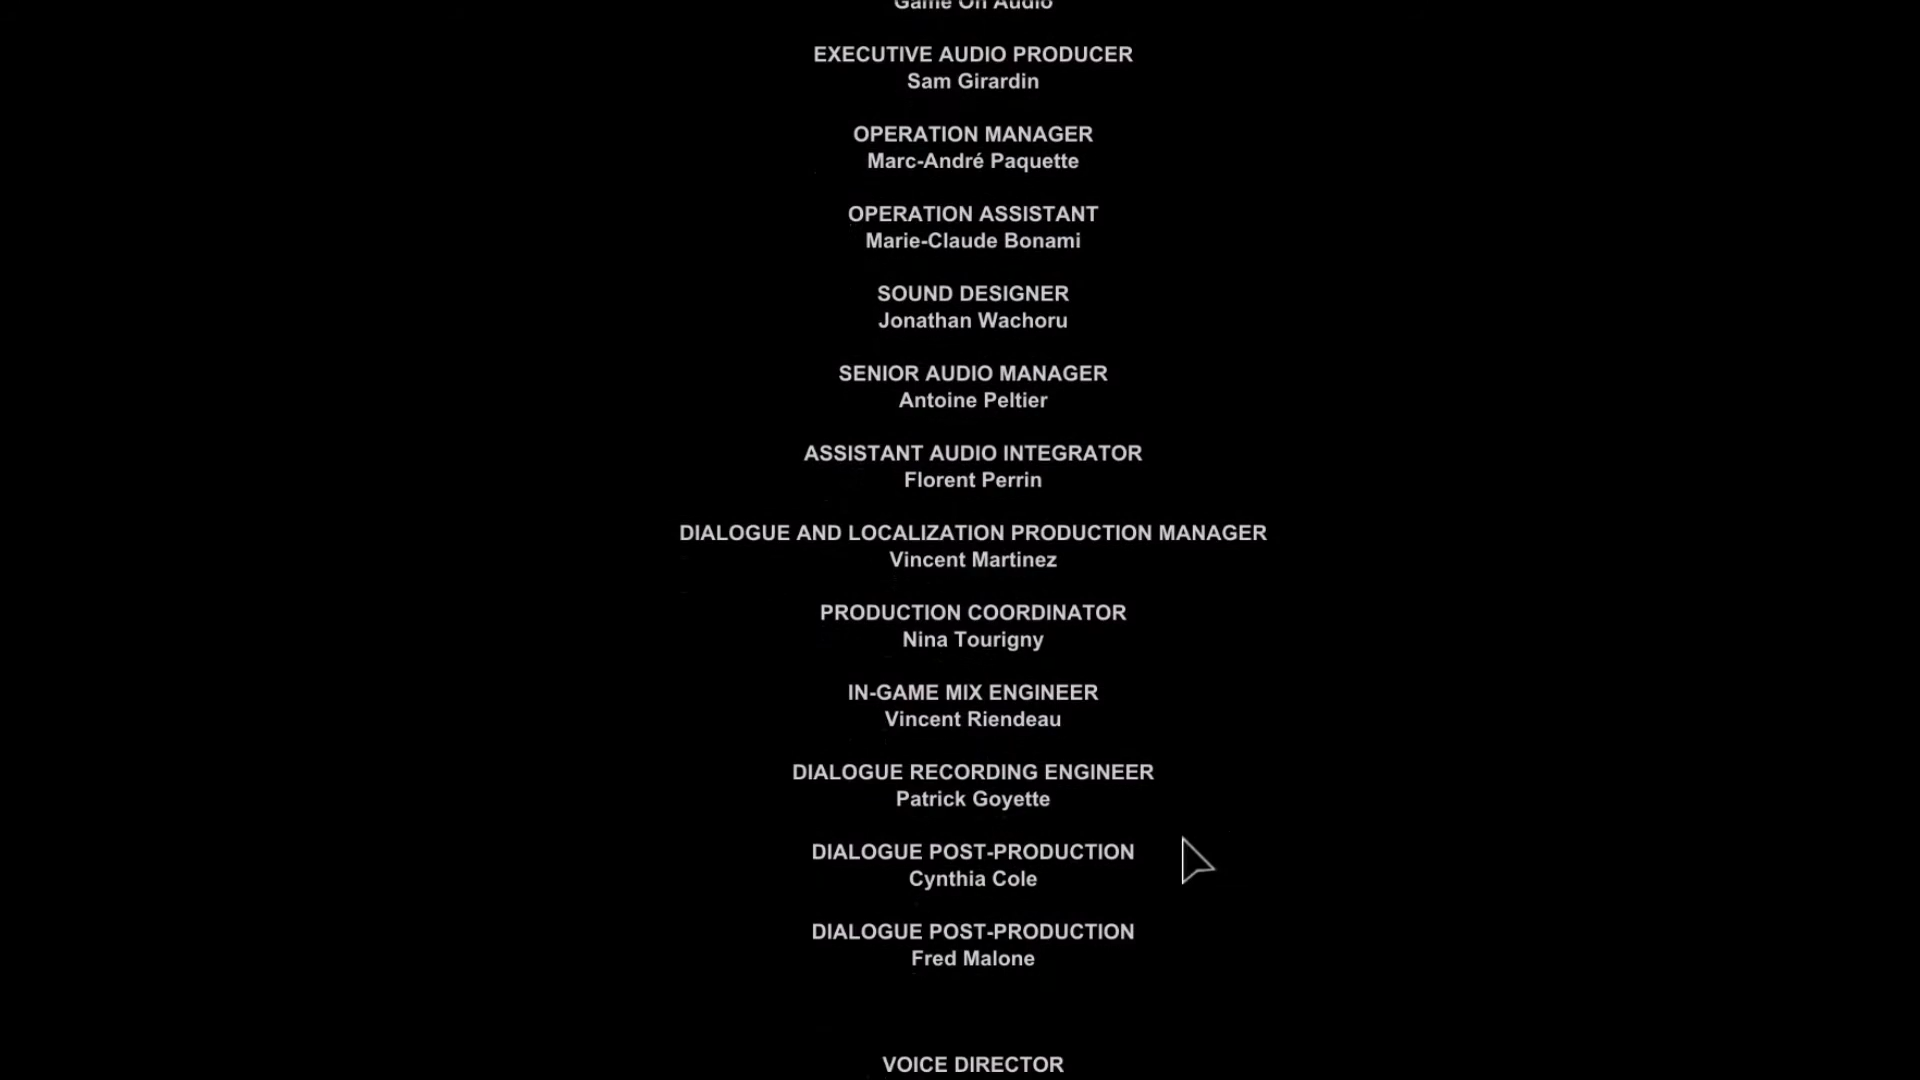 Game On Audio
EXECUTIVE AUDIO PRODUCER
Sam Girardin
OPERATION MANAGER
Marc-André Paquette
OPERATION ASSISTANT
Marie-Claude Bonami
SOUND DESIGNER
Jonathan Wachoru
SENIOR AUDIO MANAGER
Antoine Peltier
ASSISTANT AUDIO INTEGRATOR
Florent Perrin
DIALOGUE AND LOCALIZATION PRODUCTION MANAGER
Vincent Martinez
PRODUCTION COORDINATOR
Nina Tourigny
IN-GAME MIX ENGINEER
Vincent Riendeau
DIALOGUE RECORDING ENGINEER
Patrick Goyette
DIALOGUE POST-PRODUCTION
Cynthia Cole
DIALOGUE POST-PRODUCTION
Fred Malone
VOICE DIRECTOR